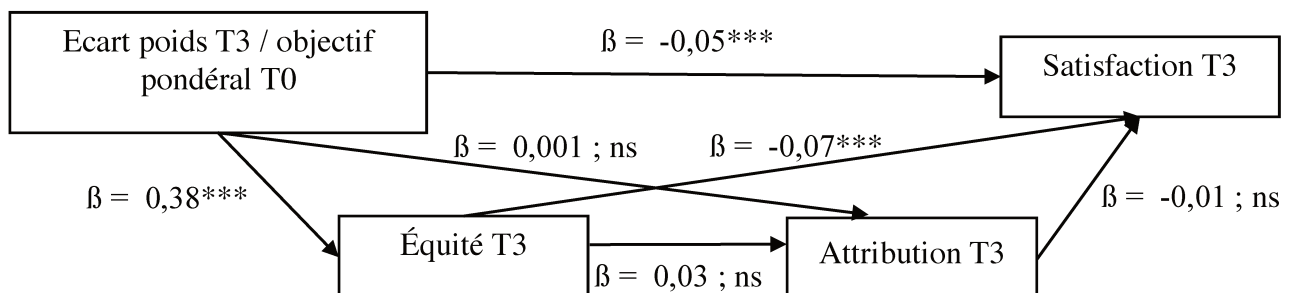 Ecart poids T3 / objectif
pondéral T0
ß = -0,05***
Satisfaction T3
ß = 0,001 ; ns
ß = -0,07***
ß = 0,38***
ß = -0,01 ; ns
Équité T3
ß = 0,03 ; ns
Attribution T3